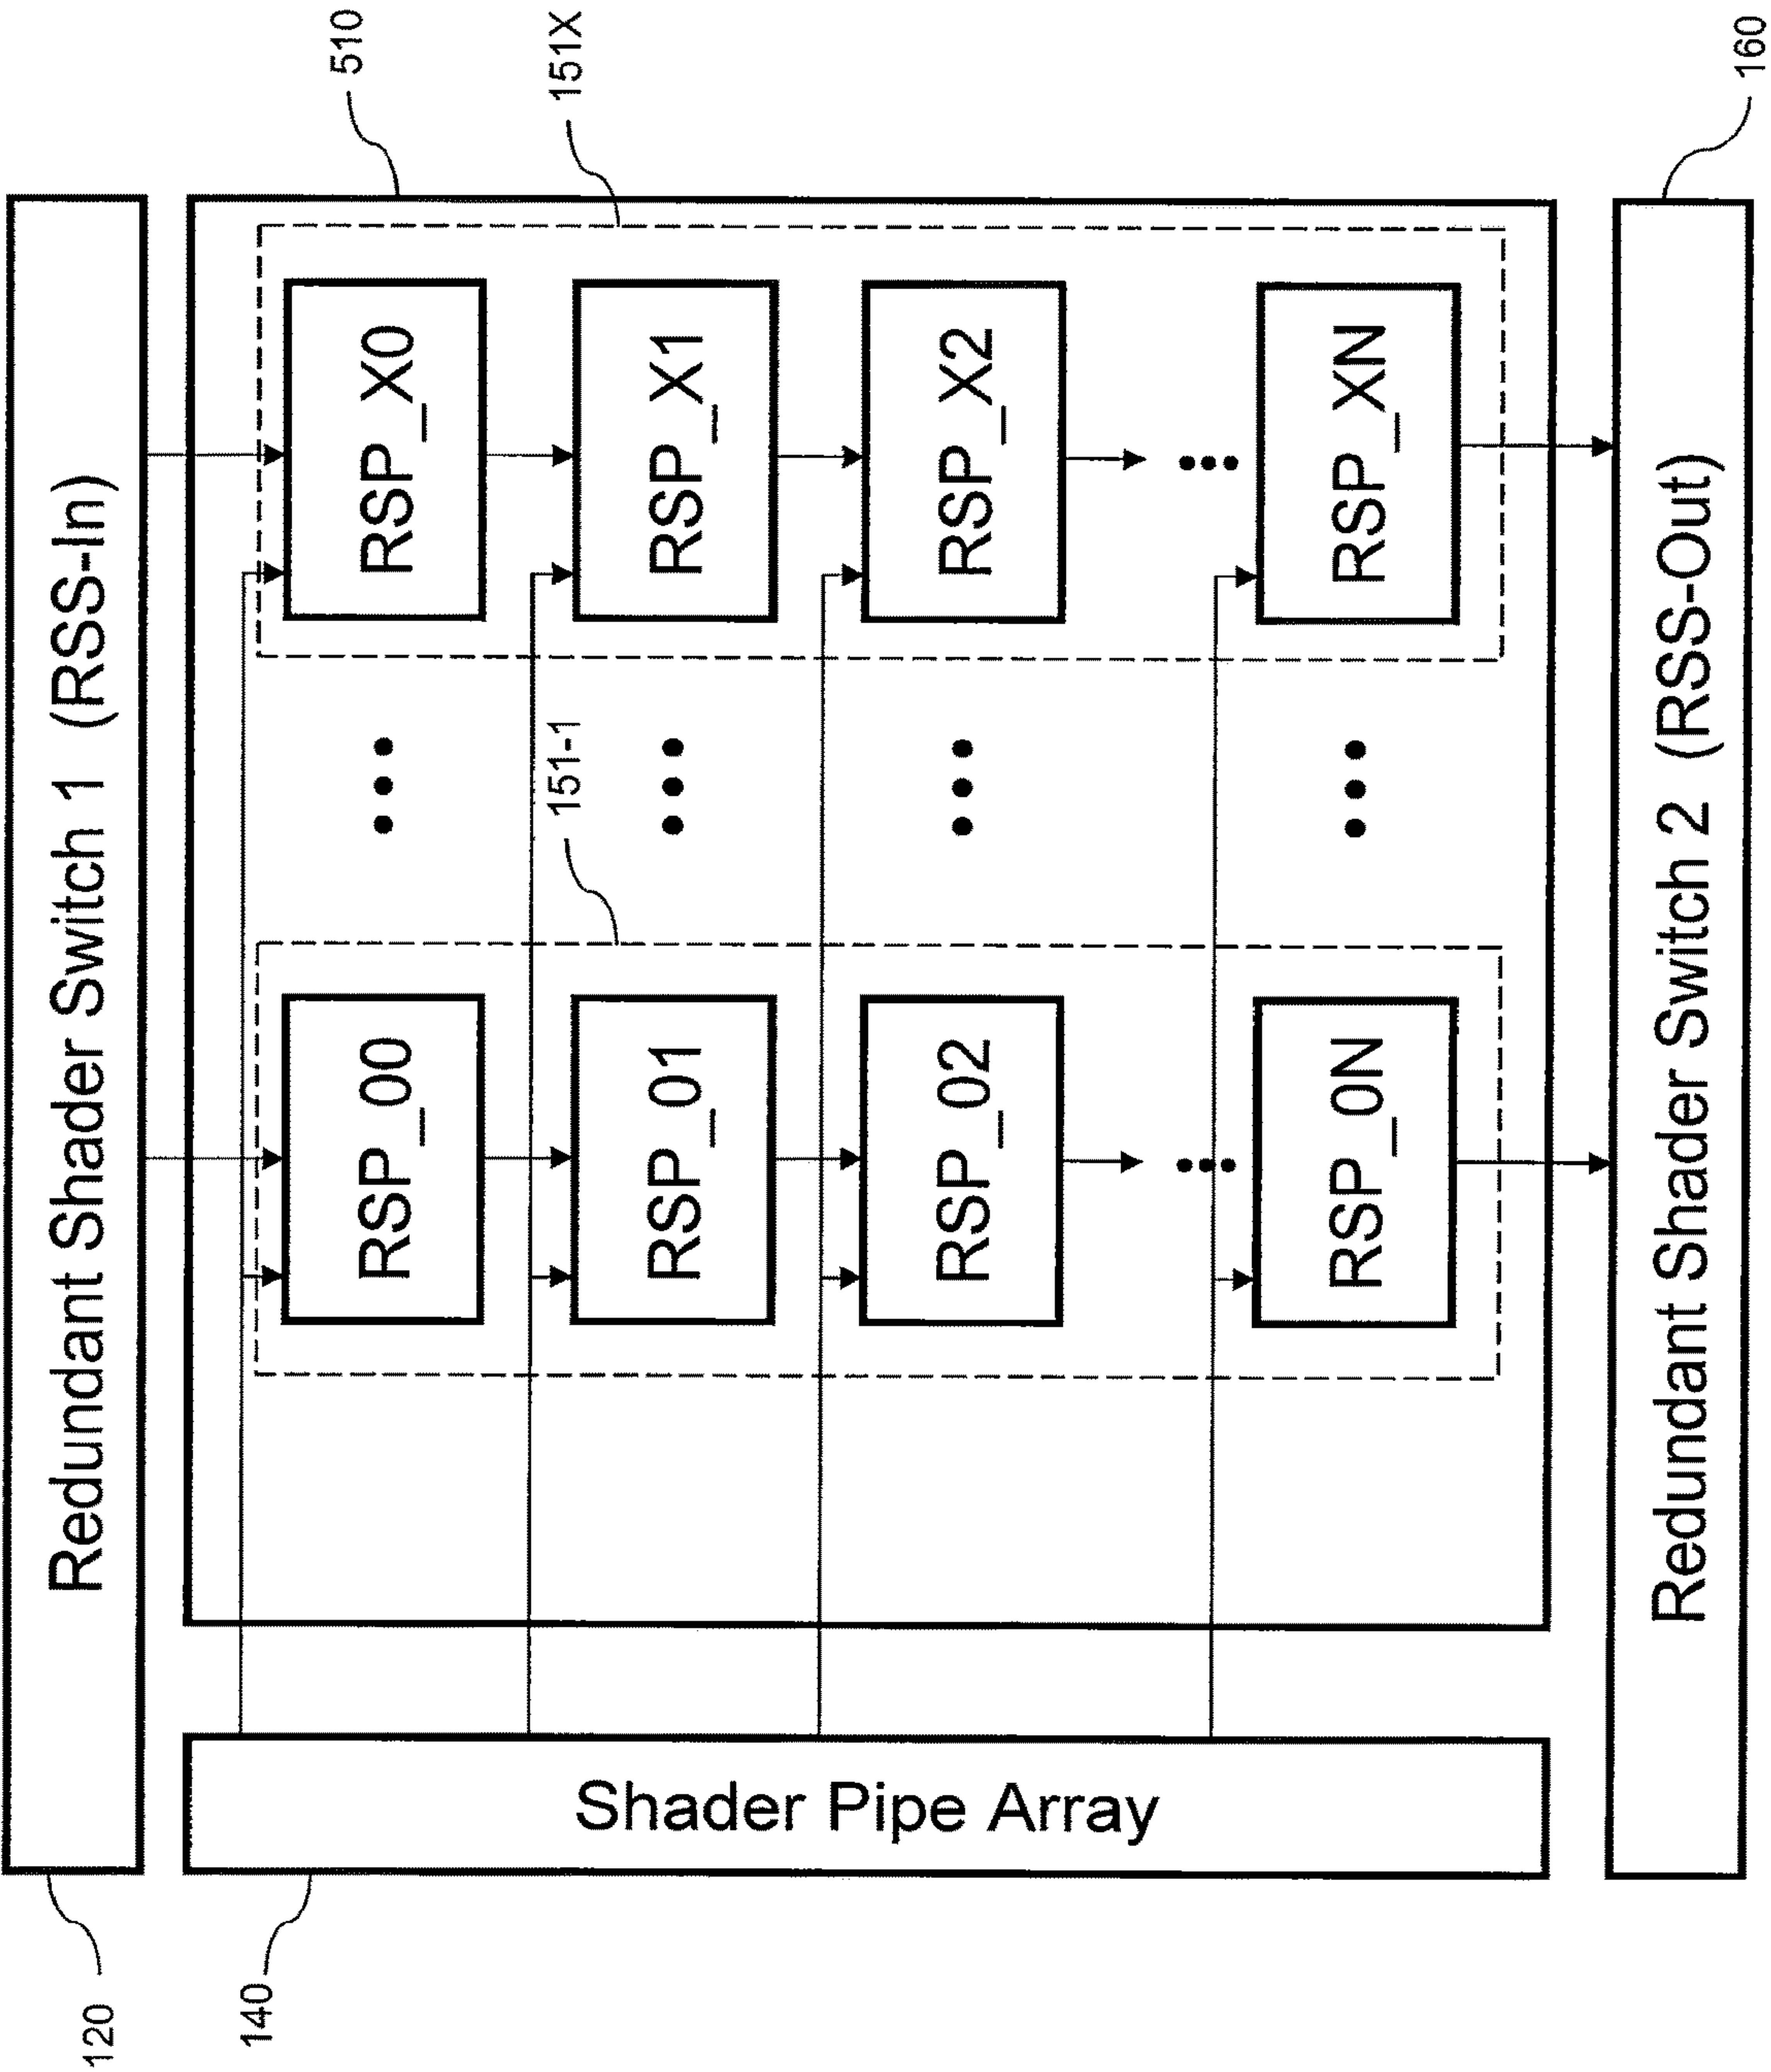 120
Redundant Shader Switch 1 (RSS-In)
140
Shader Pipe Array
510
151-1
RSP_00
RSP_01
RSP_02
RSP_0N
151X
RSP_X0
RSP_X1
RSP_X2
RSP_XN
Redundant Shader Switch 2 (RSS-Out)
160